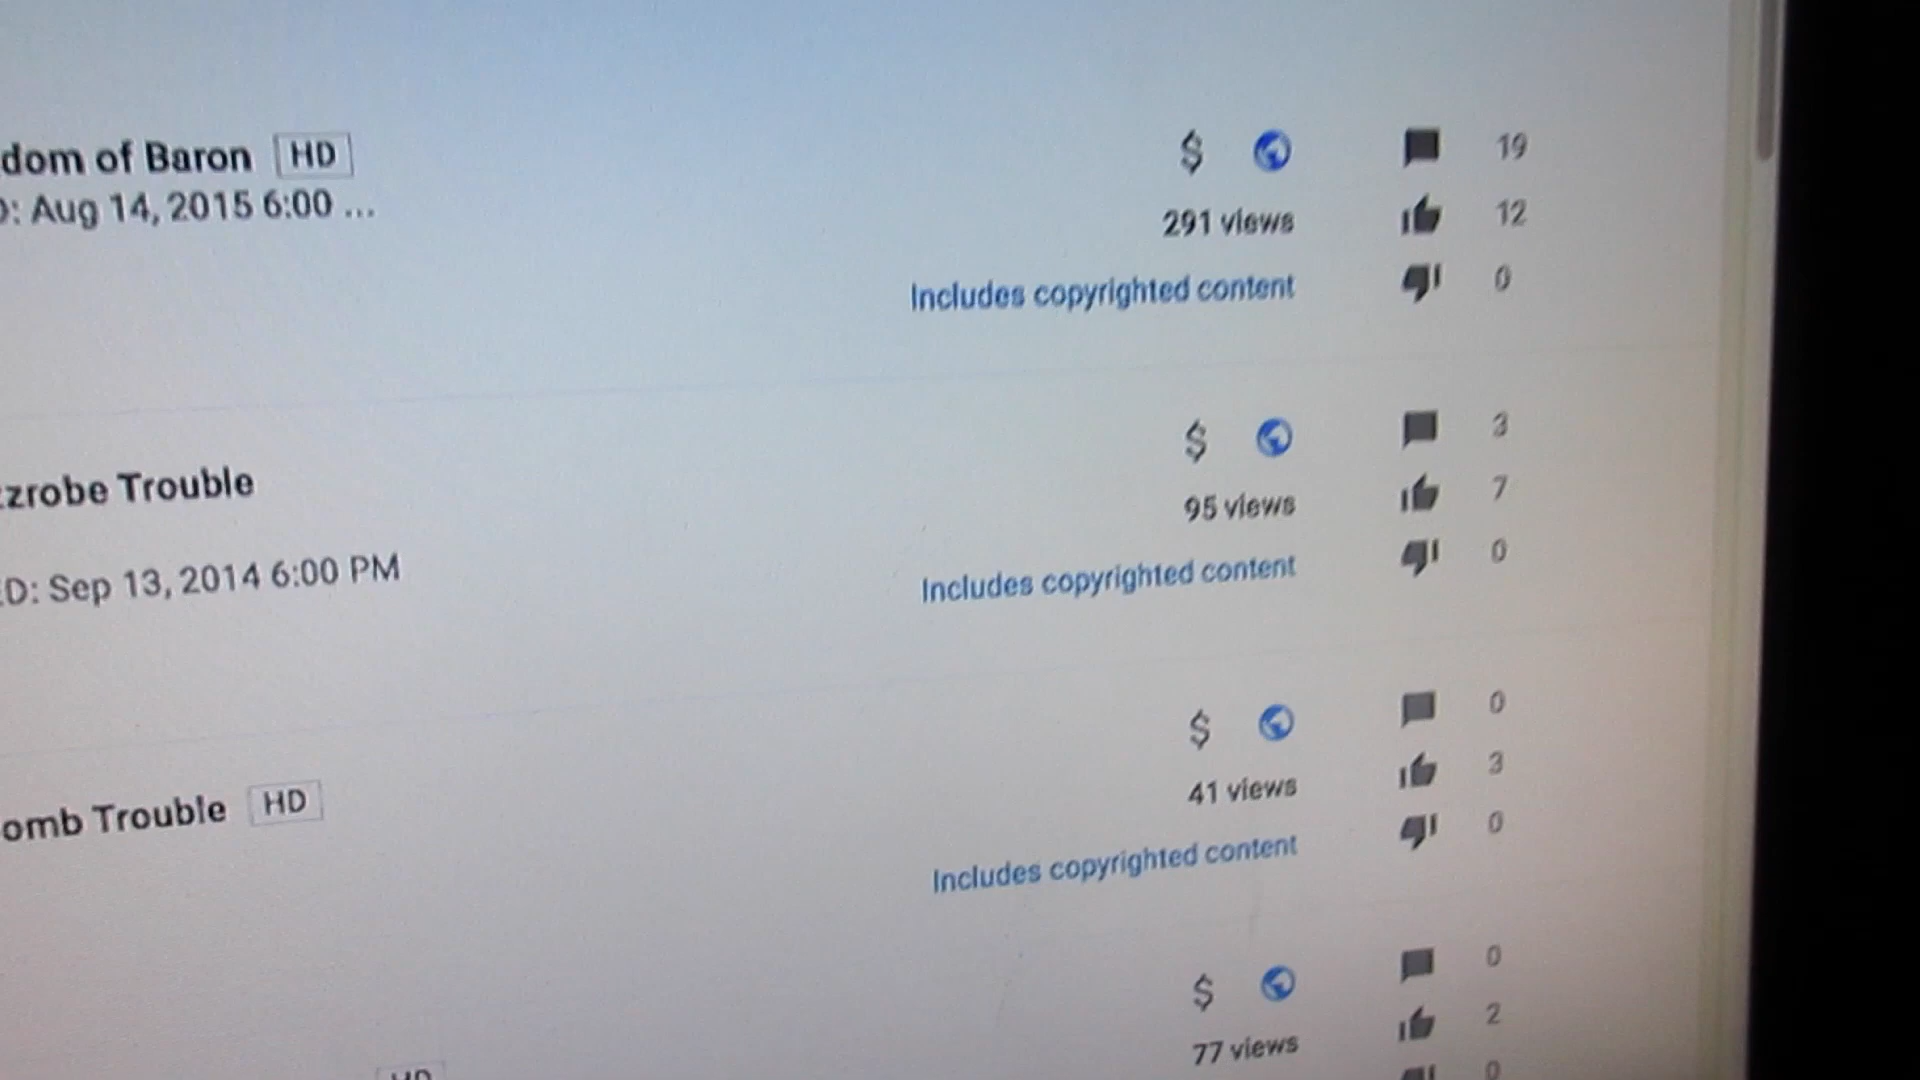 dom of Baron HD
19
: Aug 14, 2015 6:00 ...
291 views
12
Includes copyrighted content
0
zrobe Trouble
3
95 views
7
D: Sep 13, 2014 6:00 PM
Includes copyrighted content
0
omb Trouble HD
0
41 views
3
Includes copyrighted content
0
$
0
77 views
2
HD
0